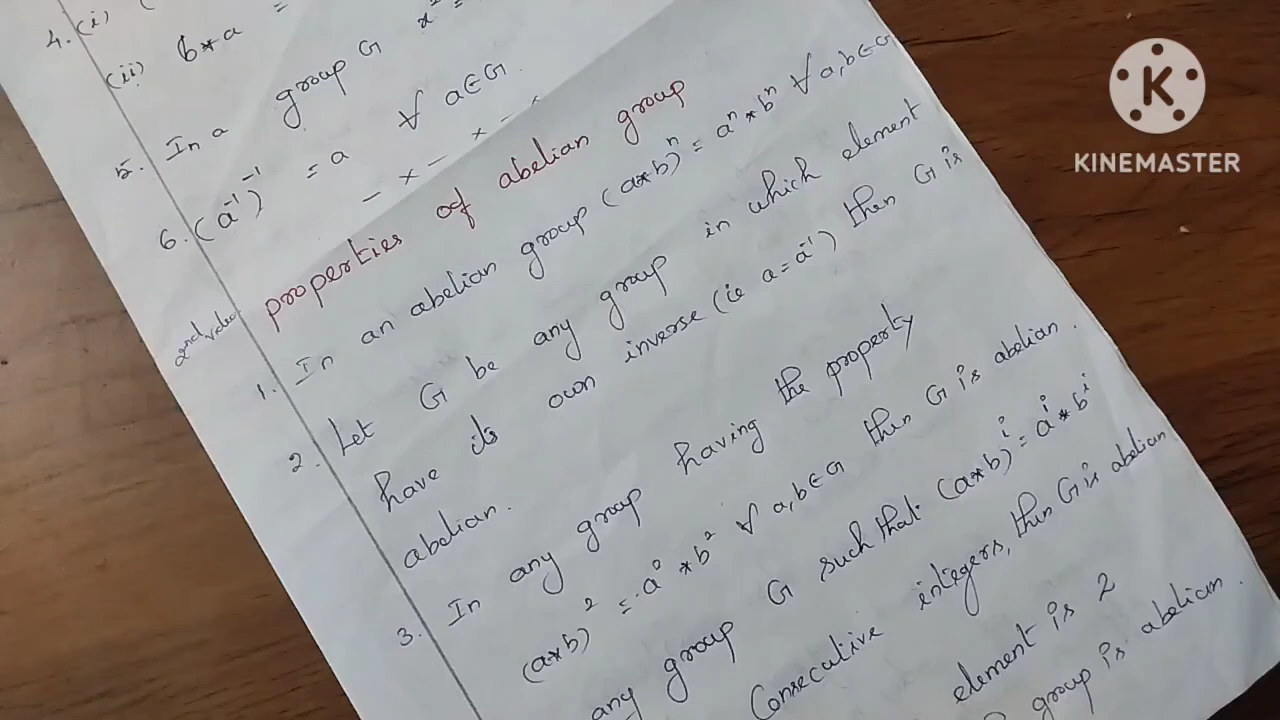 4. (i)
(ii) b*a =
5. In a group G x² =
6. (a⁻¹)⁻¹ = a ∀ a∈G.
— x — x —
properties of abelian group
2nd video
1. In an abelian group (a*b)ⁿ = aⁿ * bⁿ ∀ a,b∈G
2. Let G be any group in which element
have its own inverse (ie a = a⁻¹) then G is
abelian.
3. In any group having the property
(a*b)² = a² * b² ∀ a,b∈G then G is abelian.
any group G such that (a*b)ⁱ = aⁱ * bⁱ
Consecutive integers, then G is abelian
element is 2
group is abelian.
K
KINEMASTER